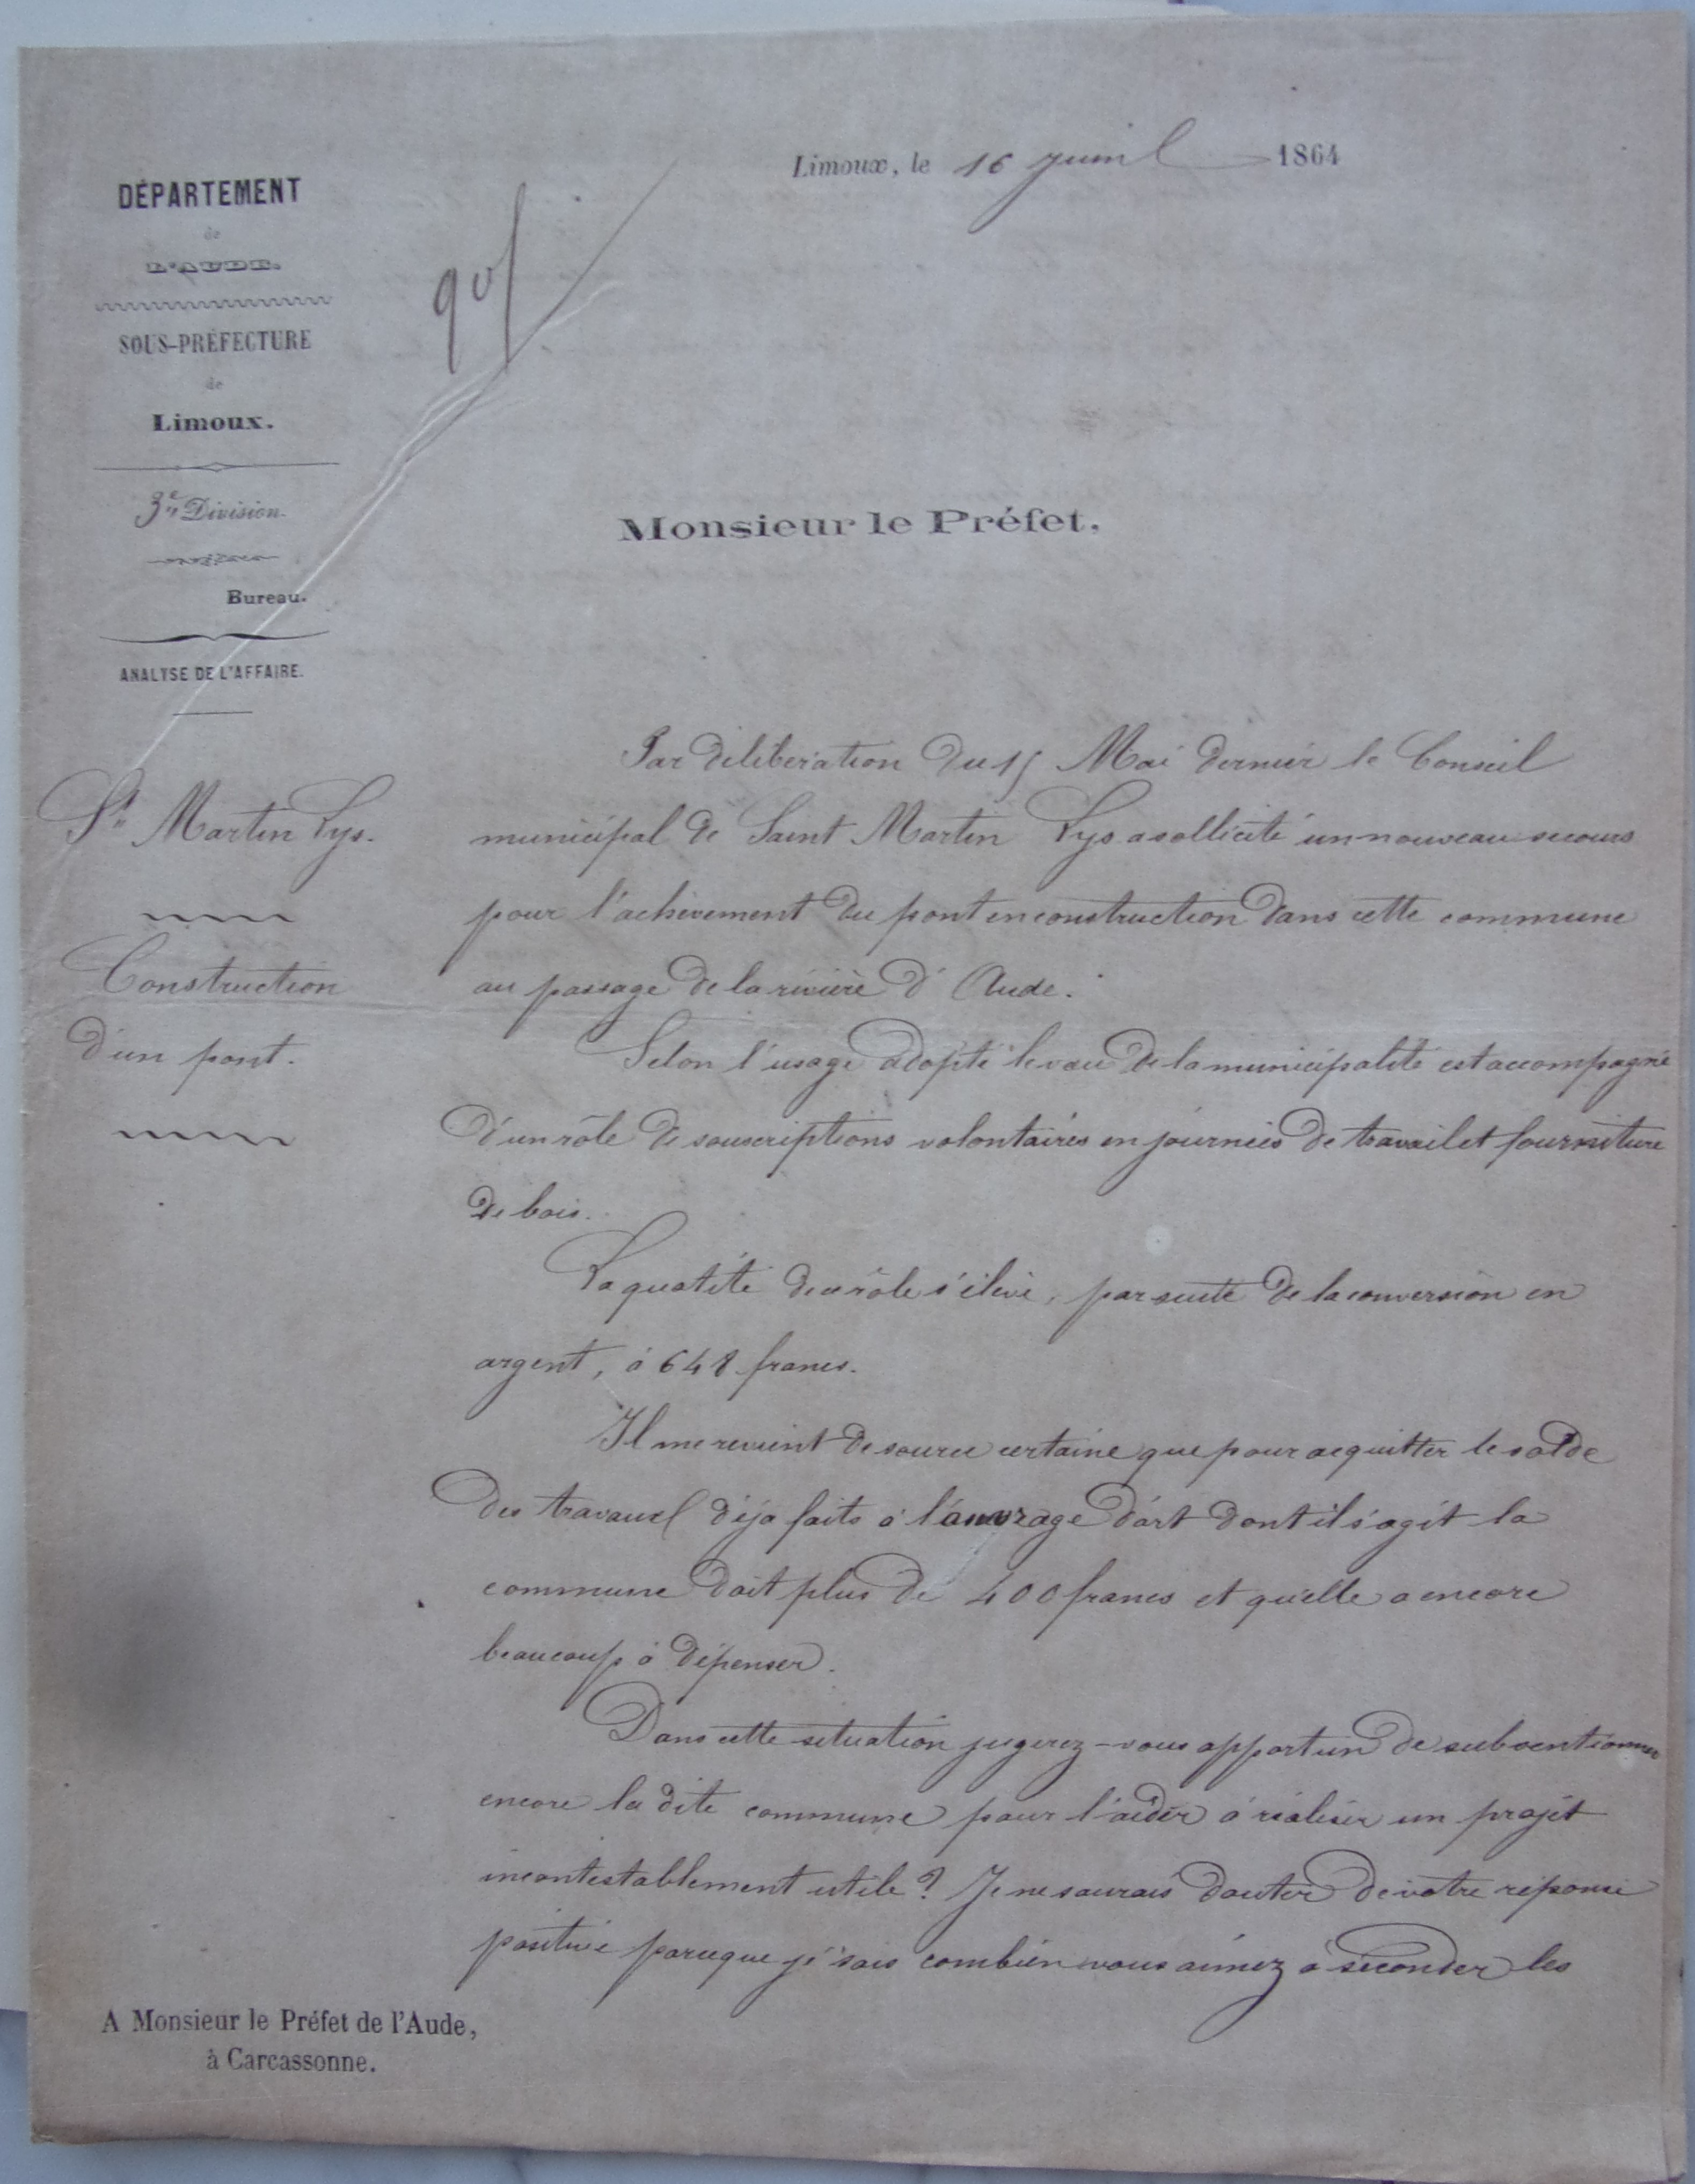 Limoux, le 16 juin 1864
DÉPARTEMENT
de
L'AUDE.
SOUS-PRÉFECTURE
de
Limoux.
3e Division
Bureau.
ANALYSE DE L'AFFAIRE.
St Martin Lys.
Construction
d'un pont.
Monsieur le Préfet,
Par délibération du 15 Mai dernier le Conseil
municipal de Saint Martin Lys a sollicité un nouveau secours
pour l'achèvement du pont en construction dans cette commune
au passage de la rivière d'Aude.
Selon l'usage adopté le vœu de la municipalité est accompagné
d'un rôle de souscriptions volontaires en journées de travail et fourniture
de bois.
La quotité de ce rôle s'élève, par suite de la conversion en
argent, à 648 francs.
Il me revient de source certaine que pour acquitter le solde
des travaux déjà faits à l'ouvrage d'art dont il s'agit la
commune doit plus de 400 francs et qu'elle a encore
beaucoup à dépenser.
Dans cette situation jugerez-vous opportun de subventionner
encore la dite commune pour l'aider à réaliser un projet
incontestablement utile ? Je ne saurais douter de votre réponse
positive parceque je sais combien vous aimez à seconder les
A Monsieur le Préfet de l'Aude,
à Carcassonne.